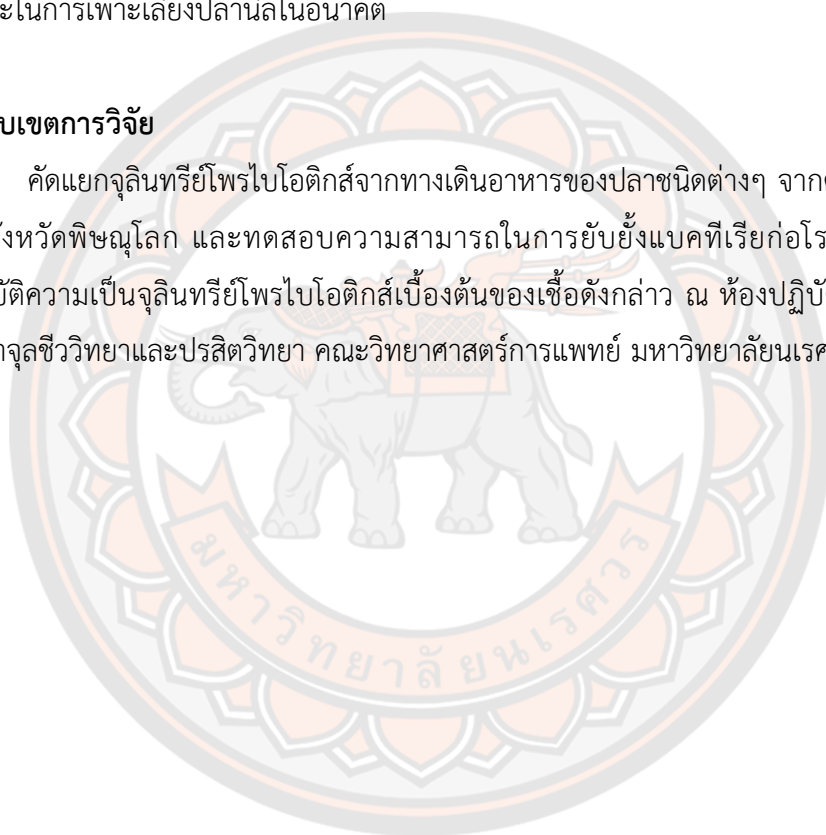 ะในการเพาะเลี้ยงปลานิลในอนาคต
บเขตการวิจัย
คัดแยกจุลินทรีย์โพรไบโอติกส์จากทางเดินอาหารของปลาชนิดต่างๆ จาก
ังหวัดพิษณุโลก และทดสอบความสามารถในการยับยั้งแบคทีเรียก่อโร
บัติความเป็นจุลินทรีย์โพรไบโอติกส์เบื้องต้นของเชื้อดังกล่าว ณ ห้องปฏิบั
าจุลชีววิทยาและปรสิตวิทยา คณะวิทยาศาสตร์การแพทย์ มหาวิทยาลัยนเรศ
มหาวิทยาลัยนเรศวร